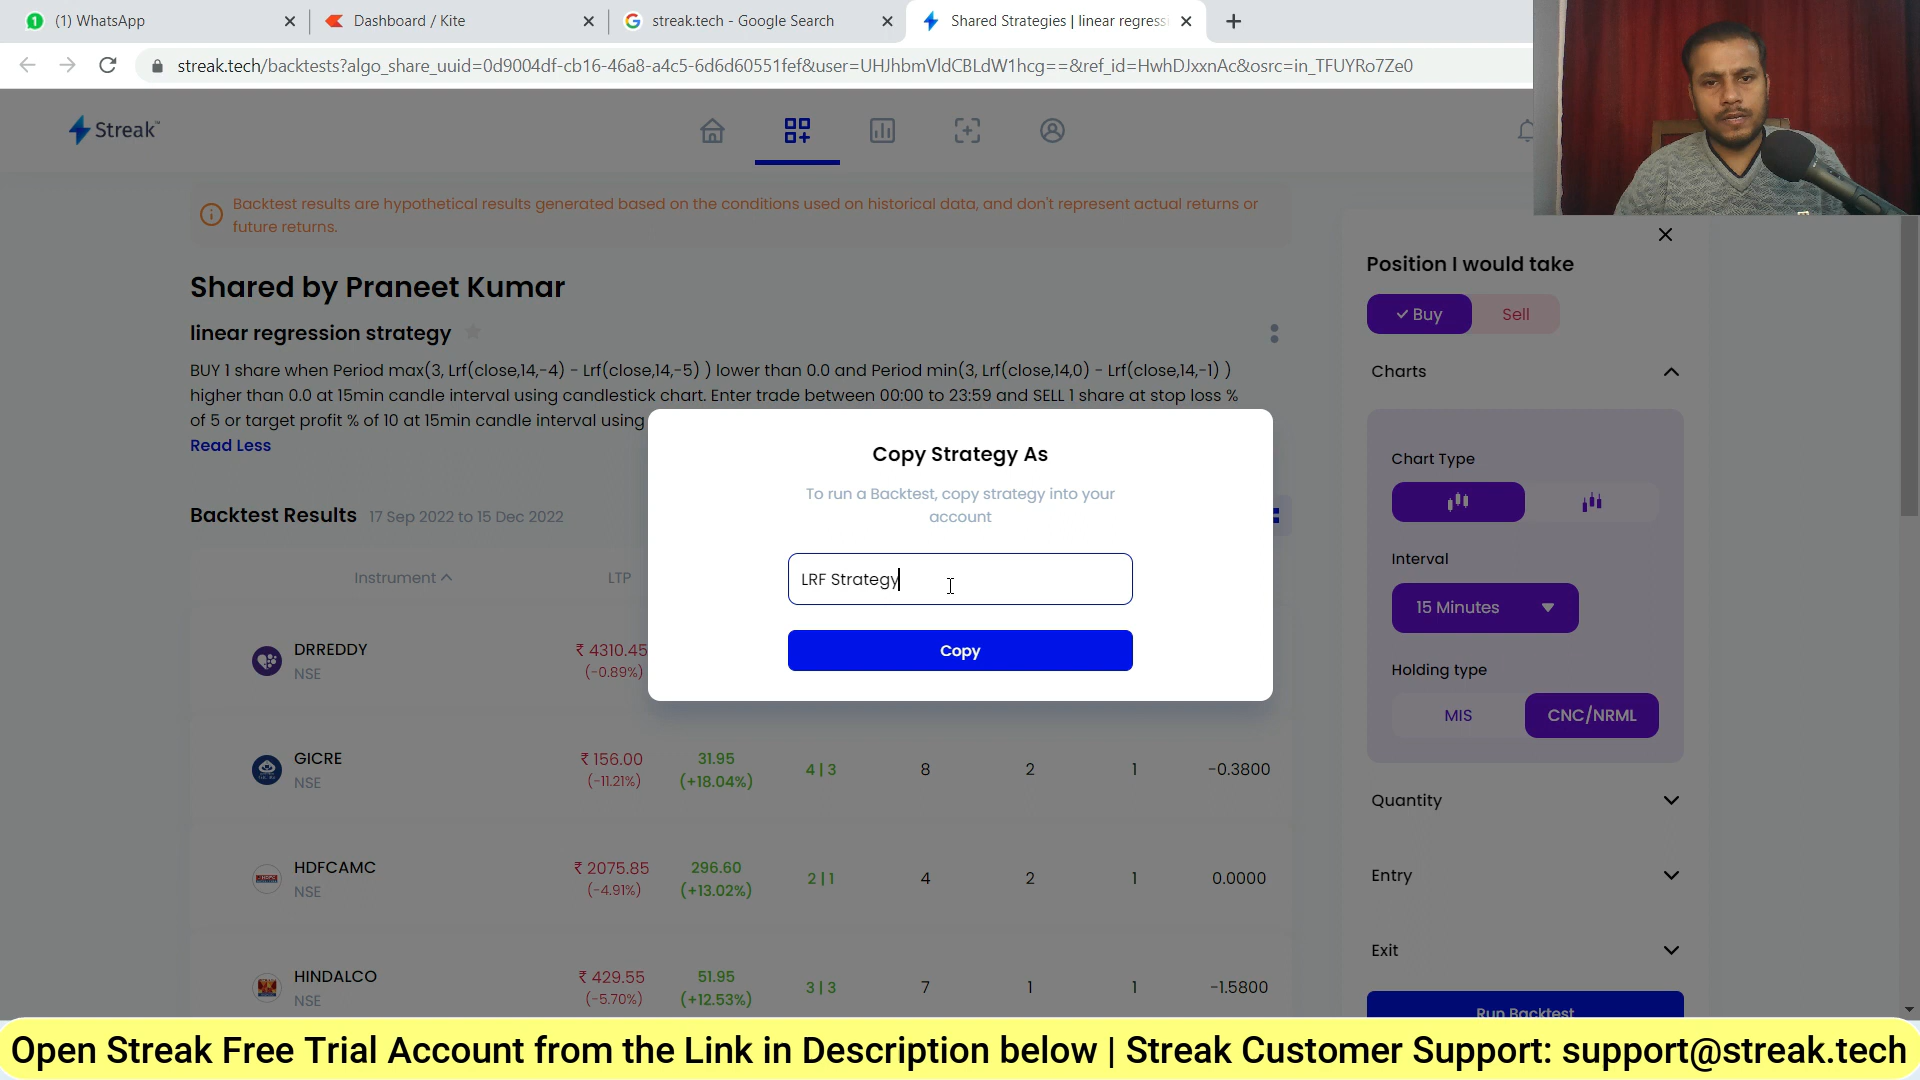 (1) WhatsApp
Dashboard / Kite
streak.tech - Google Search
Shared Strategies | linear regressi
streak.tech/backtests?algo_share_uuid=0d9004df-cb16-46a8-a4c5-6d6d60551fef&user=UHJhbmVldCBLdW1hcg==&ref_id=HwhDJxxnAc&osrc=in_TFUYRo7Ze0
Streak™
Backtest results are hypothetical results generated based on the conditions used on historical data, and don't represent actual returns or
future returns.
Shared by Praneet Kumar
linear regression strategy
BUY 1 share when Period max(3, Lrf(close,14,-4) - Lrf(close,14,-5) ) lower than 0.0 and Period min(3, Lrf(close,14,0) - Lrf(close,14,-1) )
higher than 0.0 at 15min candle interval using candlestick chart. Enter trade between 00:00 to 23:59 and SELL 1 share at stop loss %
of 5 or target profit % of 10 at 15min candle interval using
Read Less
Backtest Results 17 Sep 2022 to 15 Dec 2022
Instrument LTP
DRREDDY
NSE
₹ 4310.45
(-0.89%)
GICRE
NSE
₹ 156.00
(-11.21%)
31.95
(+18.04%)
4 | 3 8 2 1 -0.3800
HDFCAMC
NSE
₹ 2075.85
(-4.91%)
296.60
(+13.02%)
2 | 1 4 2 1 0.0000
HINDALCO
NSE
₹ 429.55
(-5.70%)
51.95
(+12.53%)
3 | 3 7 1 1 -1.5800
Copy Strategy As
To run a Backtest, copy strategy into your
account
LRF Strategy
Copy
Position I would take
Buy Sell
Charts
Chart Type
Interval
15 Minutes
Holding type
MIS CNC/NRML
Quantity
Entry
Exit
Run Backtest
Open Streak Free Trial Account from the Link in Description below | Streak Customer Support: support@streak.tech